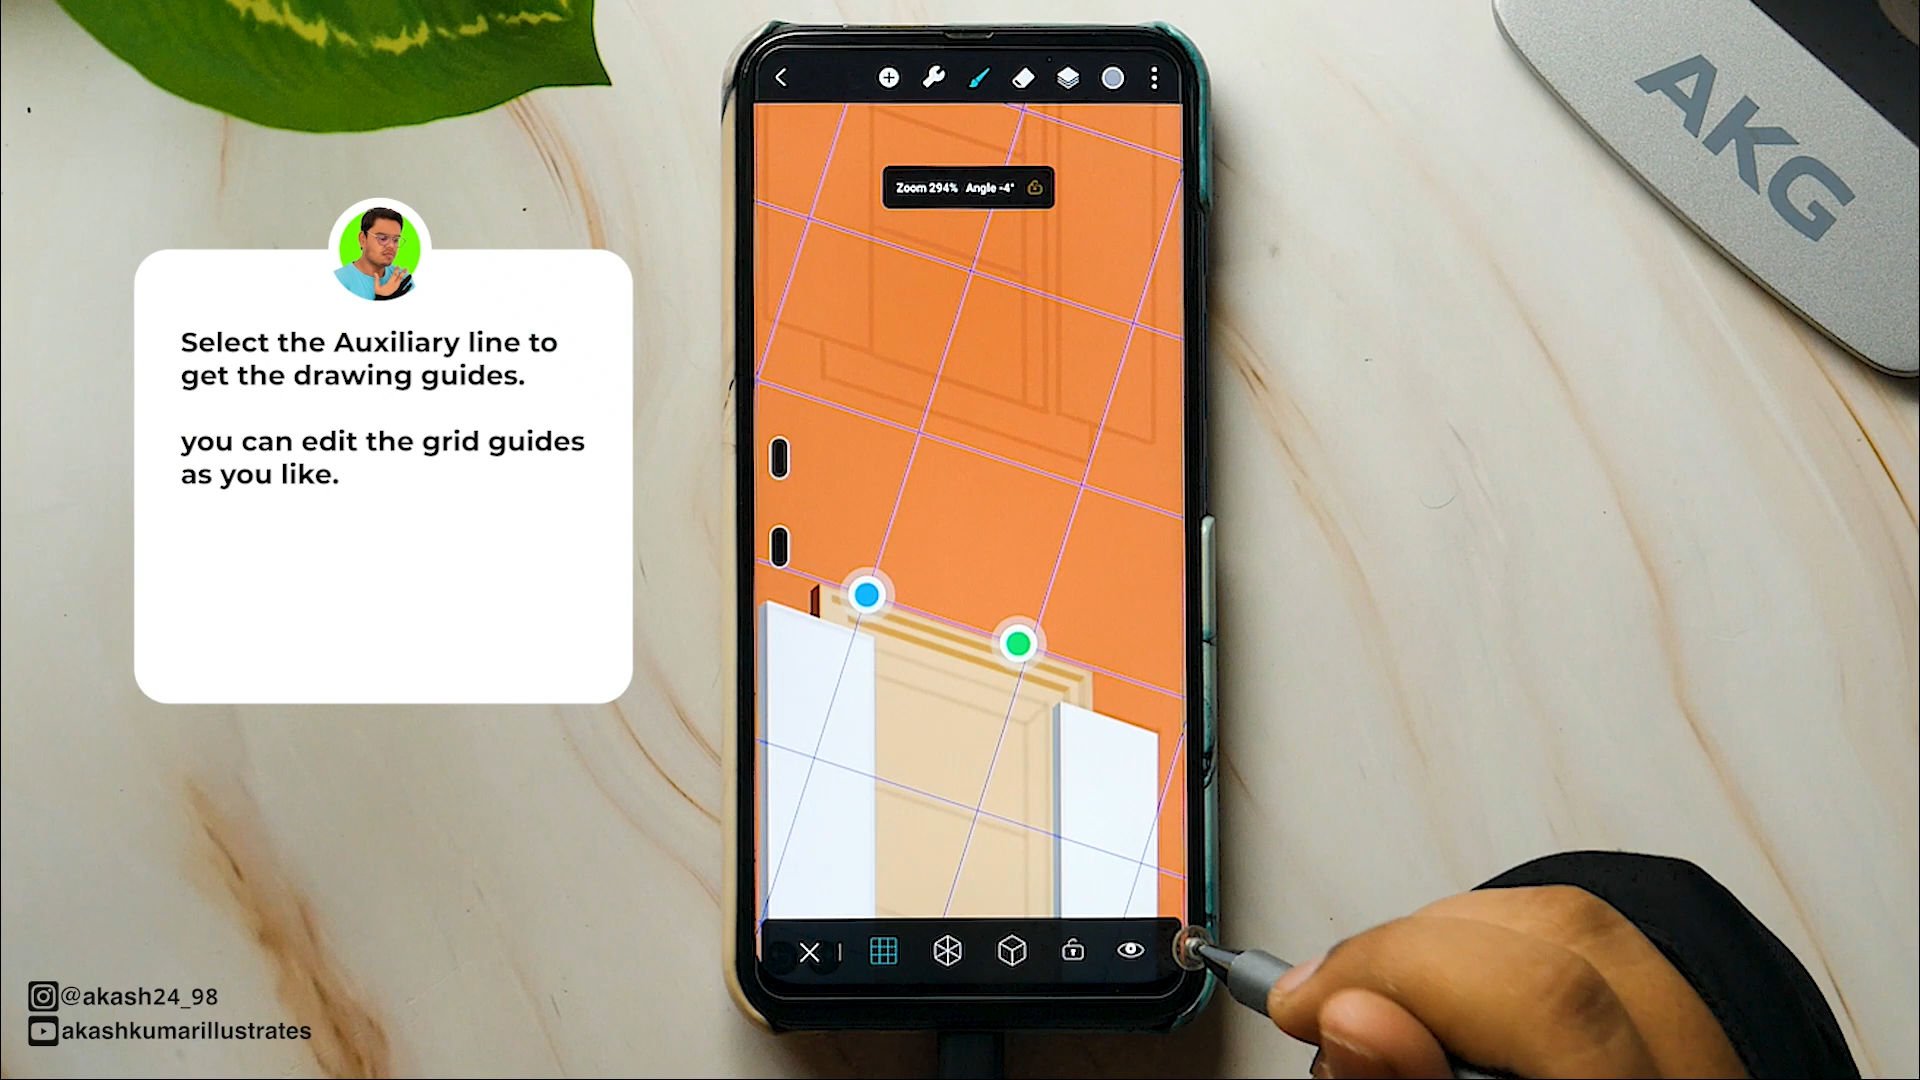 AKG
Zoom 294% Angle -4°
Select the Auxiliary line to
get the drawing guides.
you can edit the grid guides
as you like.
@akash24_98
akashkumarillustrates